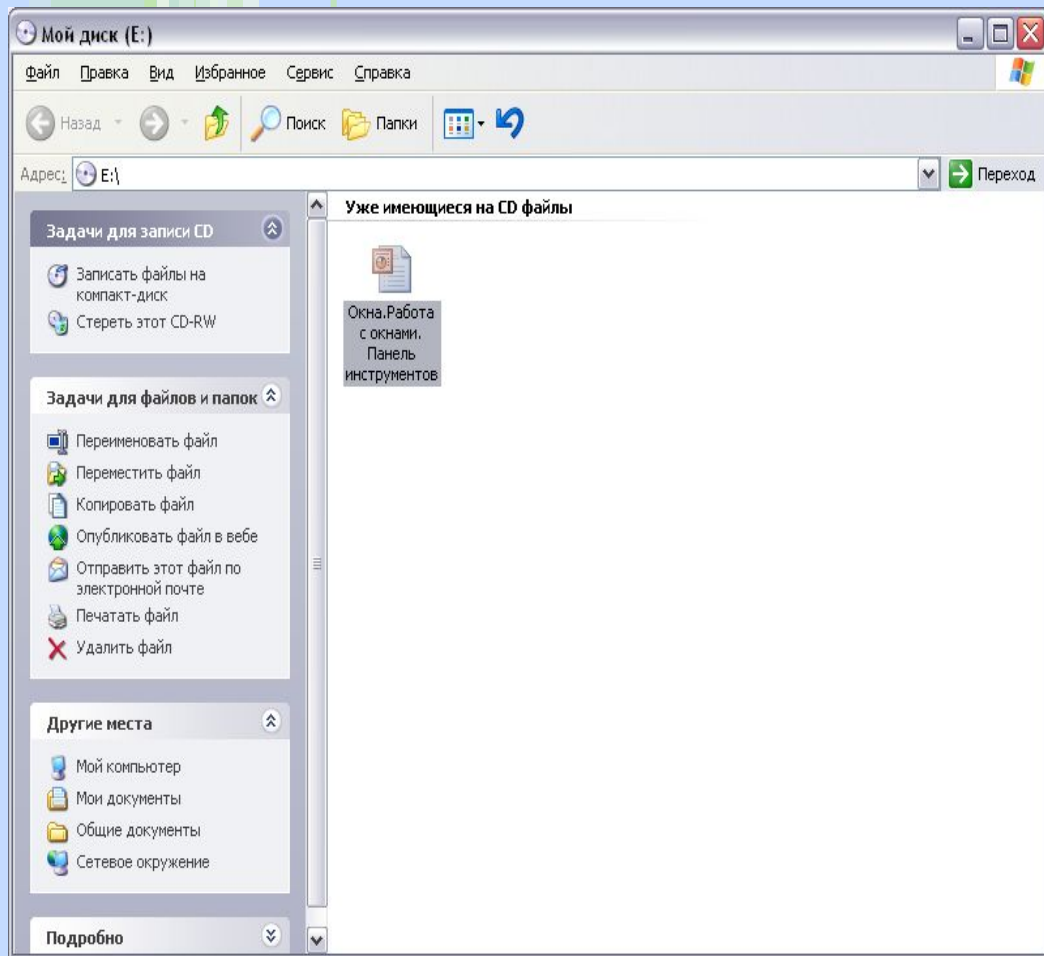 Мой диск (E:)
Файл Правка Вид Избранное Сервис Справка
Назад Поиск Папки
Адрес: E:\ Переход
Задачи для записи CD
Записать файлы на
компакт-диск
Стереть этот CD-RW
Задачи для файлов и папок
Переименовать файл
Переместить файл
Копировать файл
Опубликовать файл в вебе
Отправить этот файл по
электронной почте
Печатать файл
Удалить файл
Другие места
Мой компьютер
Мои документы
Общие документы
Сетевое окружение
Подробно
Уже имеющиеся на CD файлы
Окна.Работа
с окнами.
Панель
инструментов